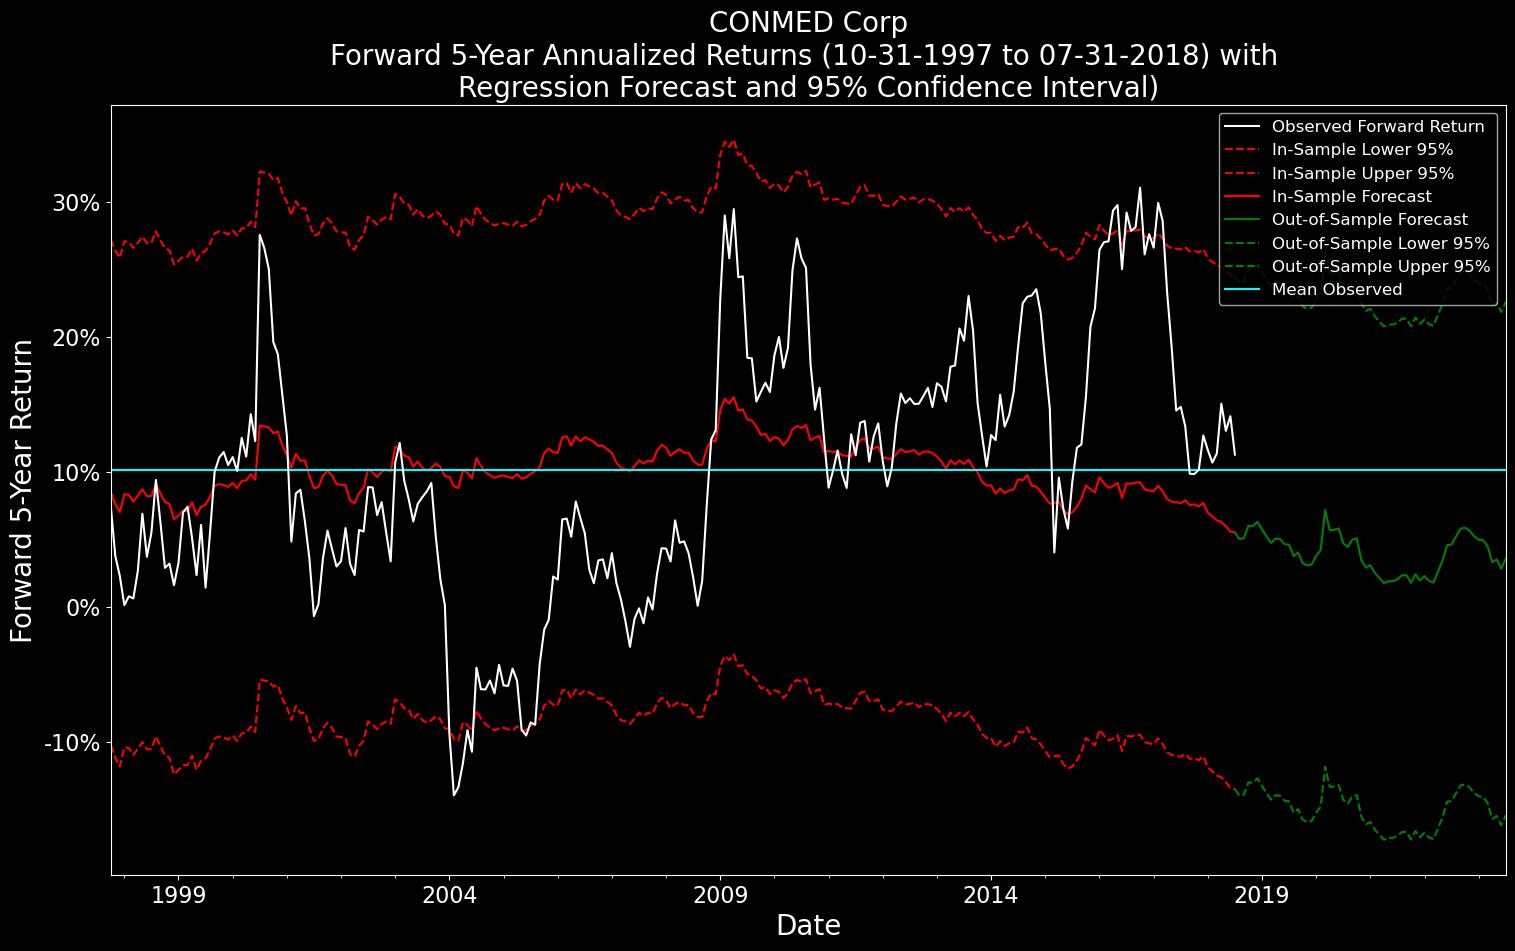 CONMED Corp
Forward 5-Year Annualized Returns (10-31-1997 to 07-31-2018) with
Regression Forecast and 95% Confidence Interval)
Observed Forward Return
In-Sample Lower 95%
In-Sample Upper 95%
In-Sample Forecast
Out-of-Sample Forecast
Out-of-Sample Lower 95%
Out-of-Sample Upper 95%
Mean Observed
Forward 5-Year Return
30%
20%
10%
0%
-10%
1999
2004
2009
2014
2019
Date